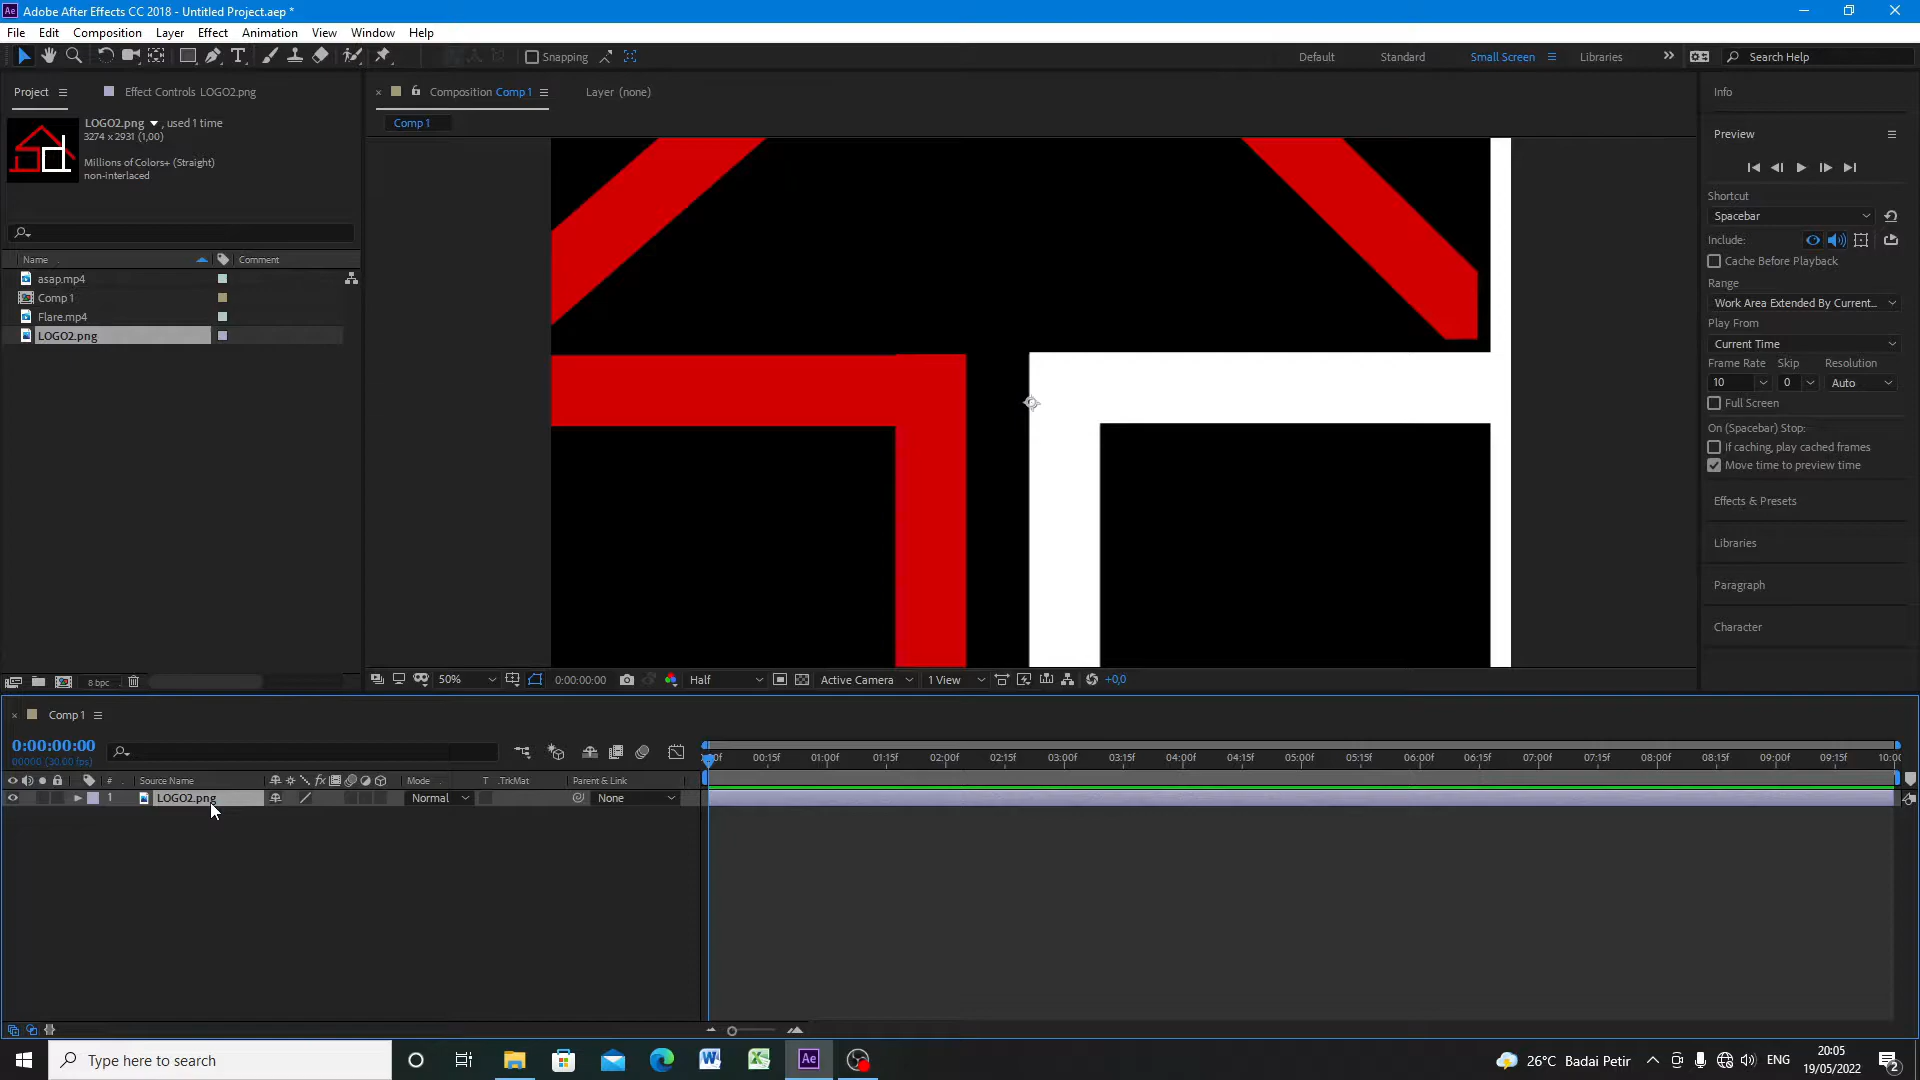 Adobe After Effects CC 2018 - Untitled Project.aep *
File Edit Composition Layer Effect Animation View Window Help
Snapping
Default Standard Small Screen Libraries Search Help
Project Effect Controls LOGO2.png
Composition Comp 1 Layer (none)
Info
LOGO2.png , used 1 time
3274 x 2931 (1,00)
Comp 1
Preview
Millions of Colors+ (Straight)
non-interlaced
Shortcut
Spacebar
Include:
Cache Before Playback
Name Comment
asap.mp4
Comp 1
Flare.mp4
LOGO2.png
Range
Work Area Extended By Current...
Play From
Current Time
Frame Rate Skip Resolution
10 0 Auto
Full Screen
On (Spacebar) Stop:
If caching, play cached frames
Move time to preview time
Effects & Presets
Libraries
Paragraph
Character
8 bpc
50% 0:00:00:00 Half Active Camera 1 View +0,0
Comp 1
0:00:00:00
00000 (30.00 fps)
00f 00:15f 01:00f 01:15f 02:00f 02:15f 03:00f 03:15f 04:00f 04:15f 05:00f 05:15f 06:00f 06:15f 07:00f 07:15f 08:00f 08:15f 09:00f 09:15f 10:00
# Source Name fx Mode T .TrkMat Parent & Link
1 LOGO2.png Normal None
Type here to search
26°C Badai Petir ENG
20:05
19/05/2022
2